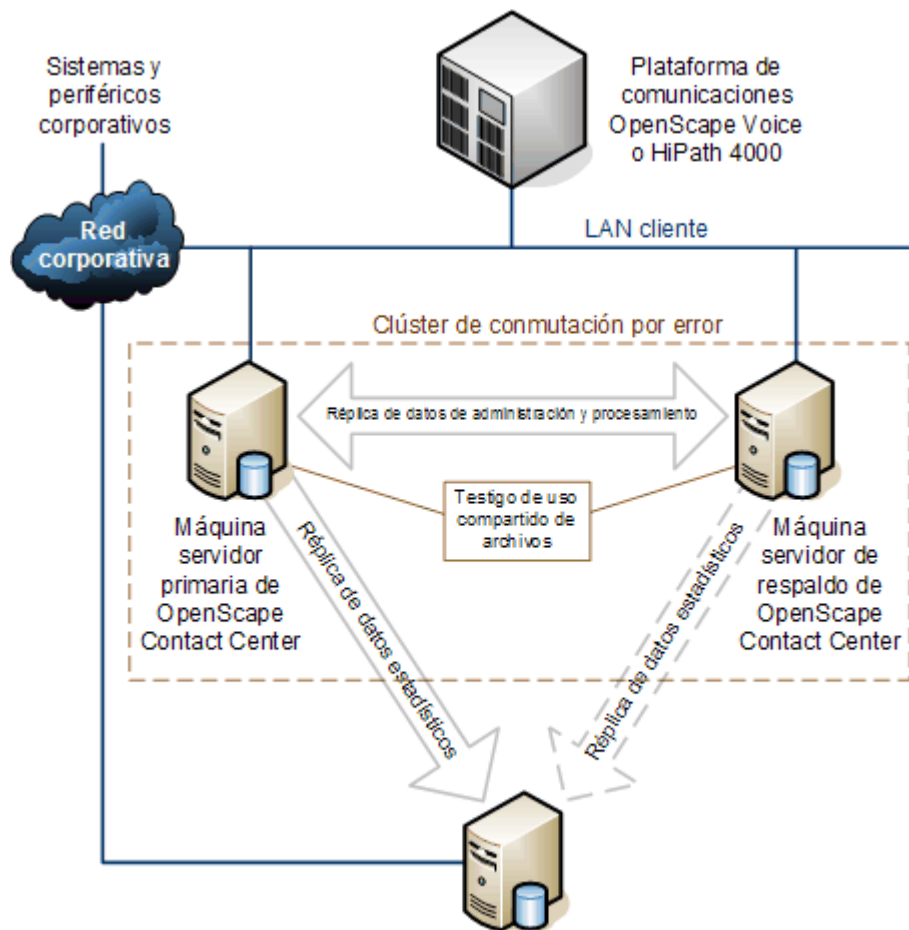 Sistemas y
periféricos
corporativos
Plataforma de
comunicaciones
OpenScape Voice
o HiPath 4000
Red
corporativa
LAN cliente
Clúster de conmutación por error
Réplica de datos de administración y procesamiento
Testigo de uso
compartido de
archivos
Máquina
servidor
primaria de
OpenScape
Contact Center
Máquina
servidor de
respaldo de
OpenScape
Contact Center
Réplica de datos estadísticos
Réplica de datos estadísticos